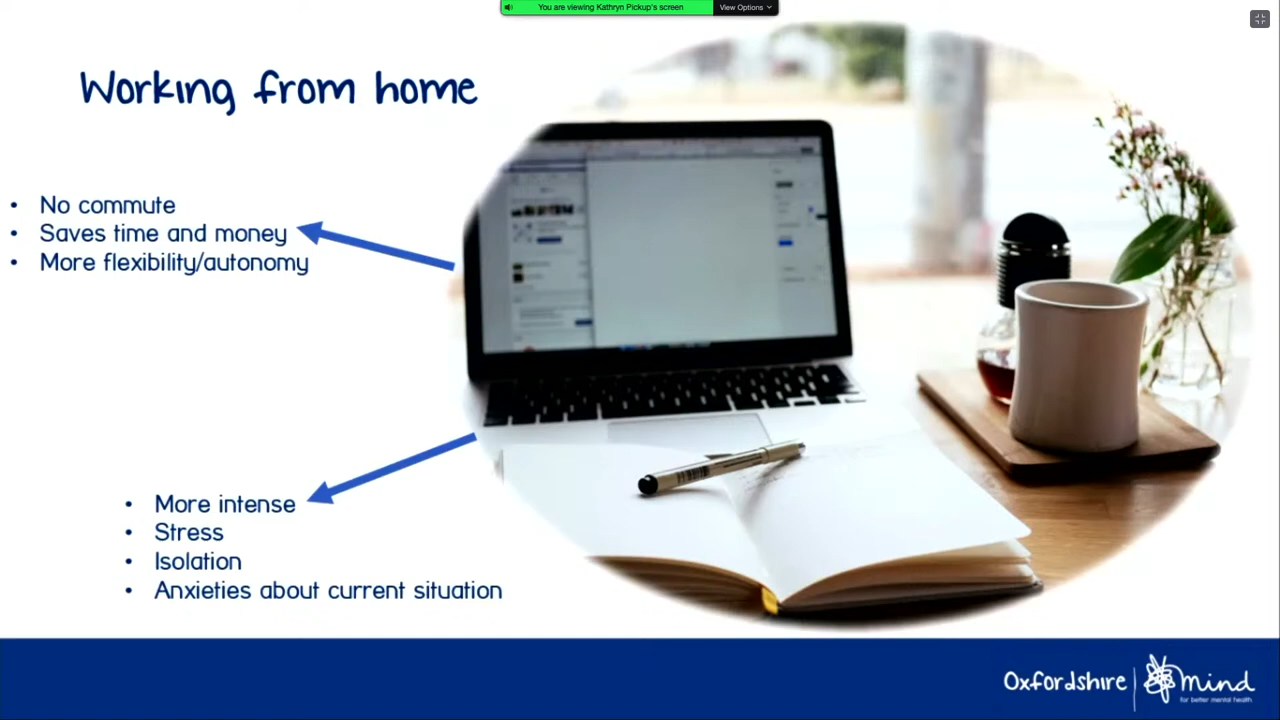 You are viewing Kathryn Pickup's screen
View Options
Working from home
• No commute
• Saves time and money
• More flexibility/autonomy
• More intense
• Stress
• Isolation
• Anxieties about current situation
Oxfordshire
mind
for better mental health